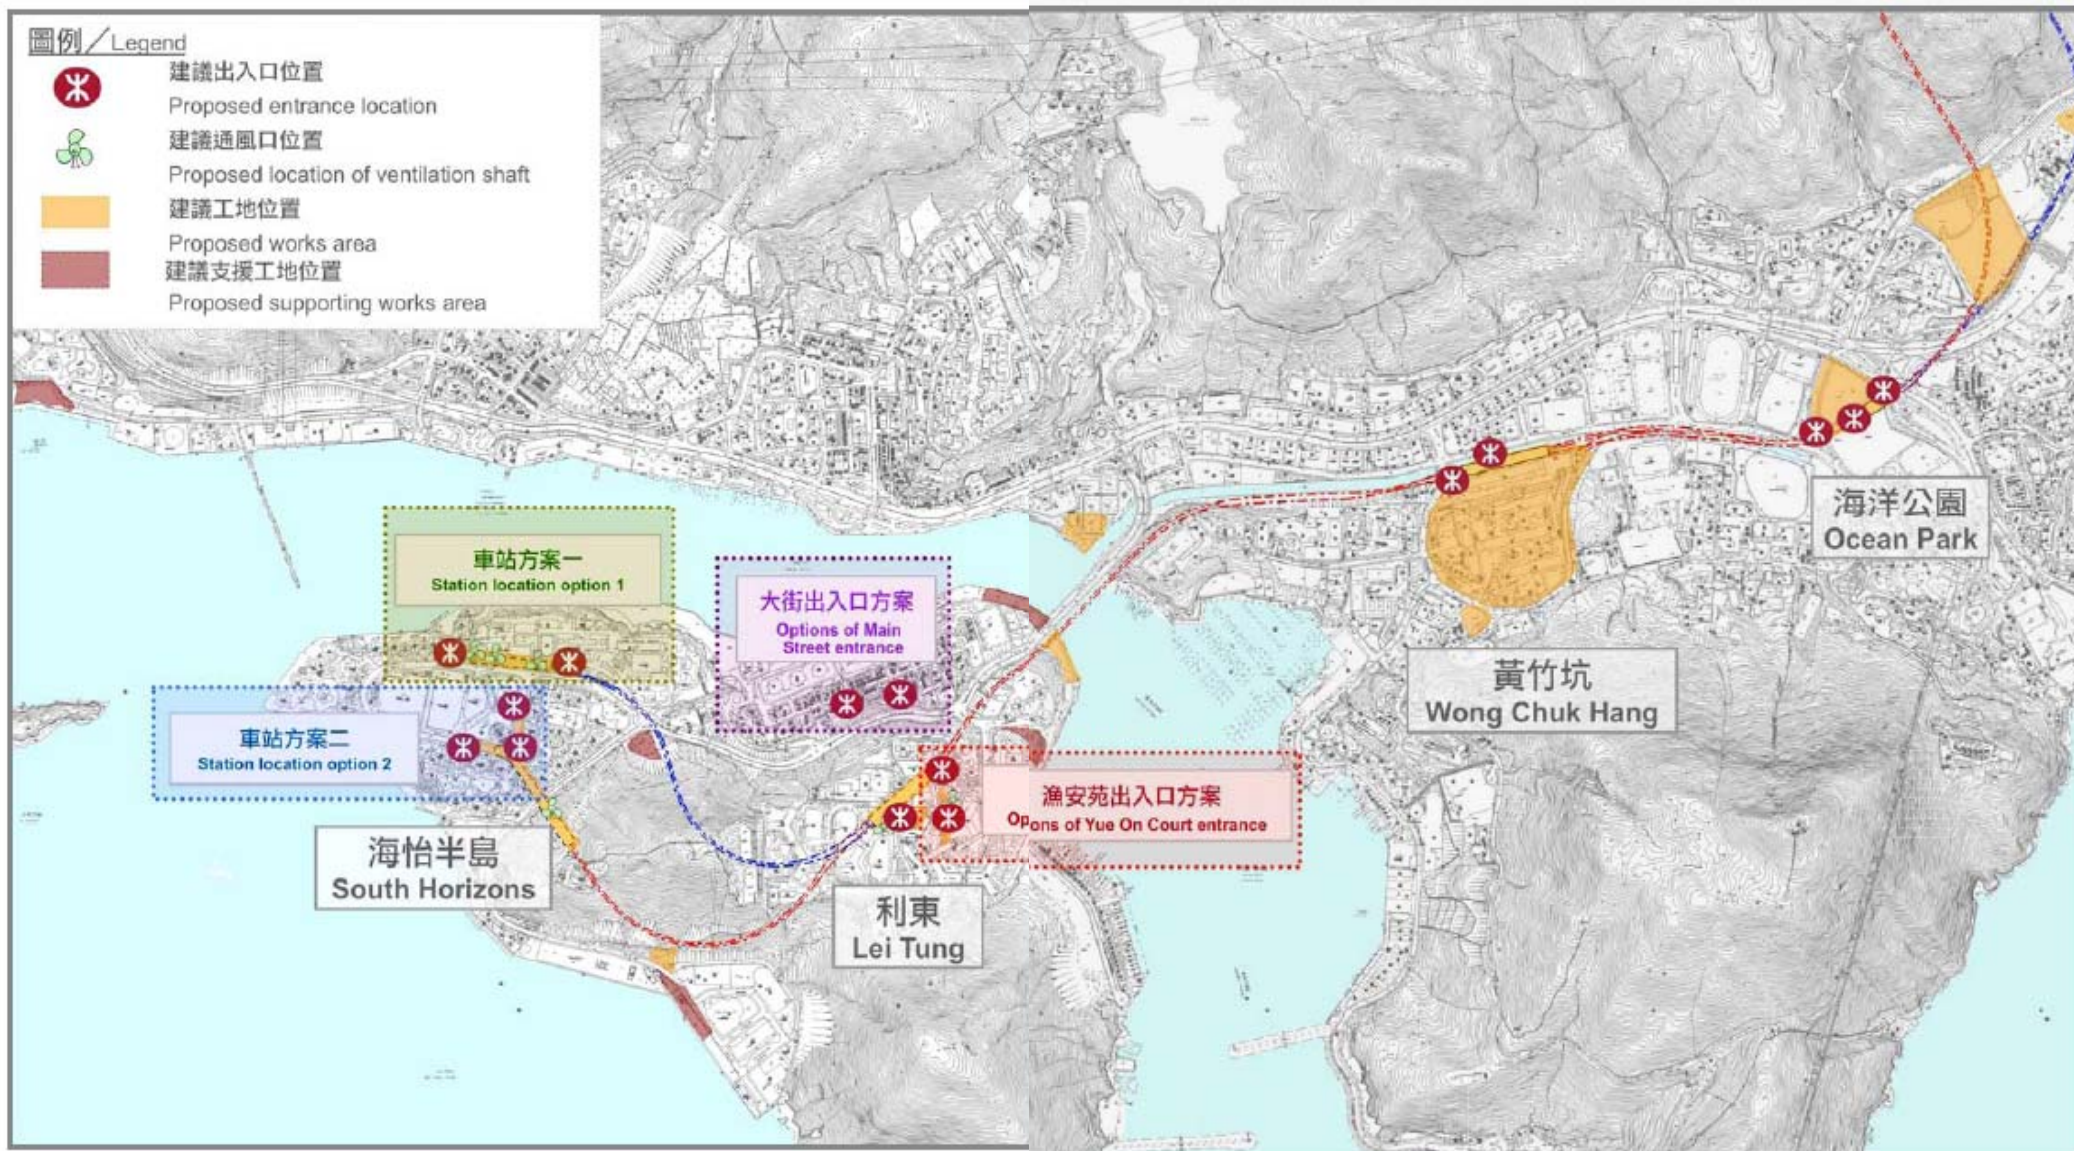 圖例／Legend
建議出入口位置
Proposed entrance location
建議通風口位置
Proposed location of ventilation shaft
建議工地位置
Proposed works area
建議支援工地位置
Proposed supporting works area
車站方案一
Station location option 1
大街出入口方案
Options of Main
Street entrance
車站方案二
Station location option 2
海怡半島
South Horizons
利東
Lei Tung
漁安苑出入口方案
Opons of Yue On Court entrance
黃竹坑
Wong Chuk Hang
海洋公園
Ocean Park